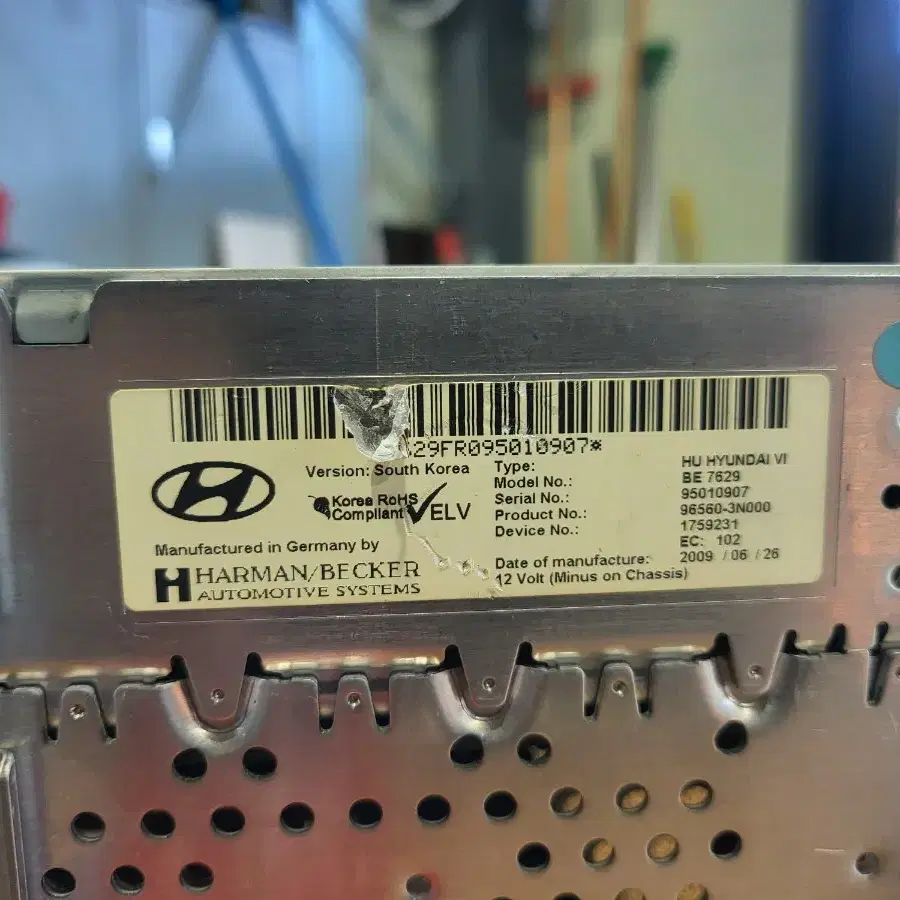 29FR095010907*
Version: South Korea
Korea RoHS
Compliant
ELV
Manufactured in Germany by
HARMAN/BECKER
AUTOMOTIVE SYSTEMS
Type: HU HYUNDAI VI
Model No.: BE 7629
Serial No.: 95010907
Product No.: 96560-3N000
Device No.: 1759231
EC: 102
Date of manufacture: 2009 / 06 / 26
12 Volt (Minus on Chassis)